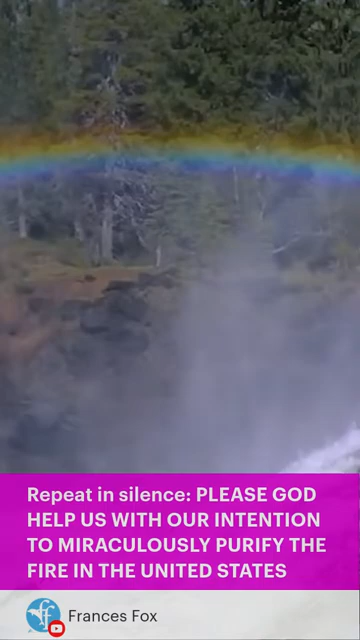 Repeat in silence: PLEASE GOD
HELP US WITH OUR INTENTION
TO MIRACULOUSLY PURIFY THE
FIRE IN THE UNITED STATES
Frances Fox